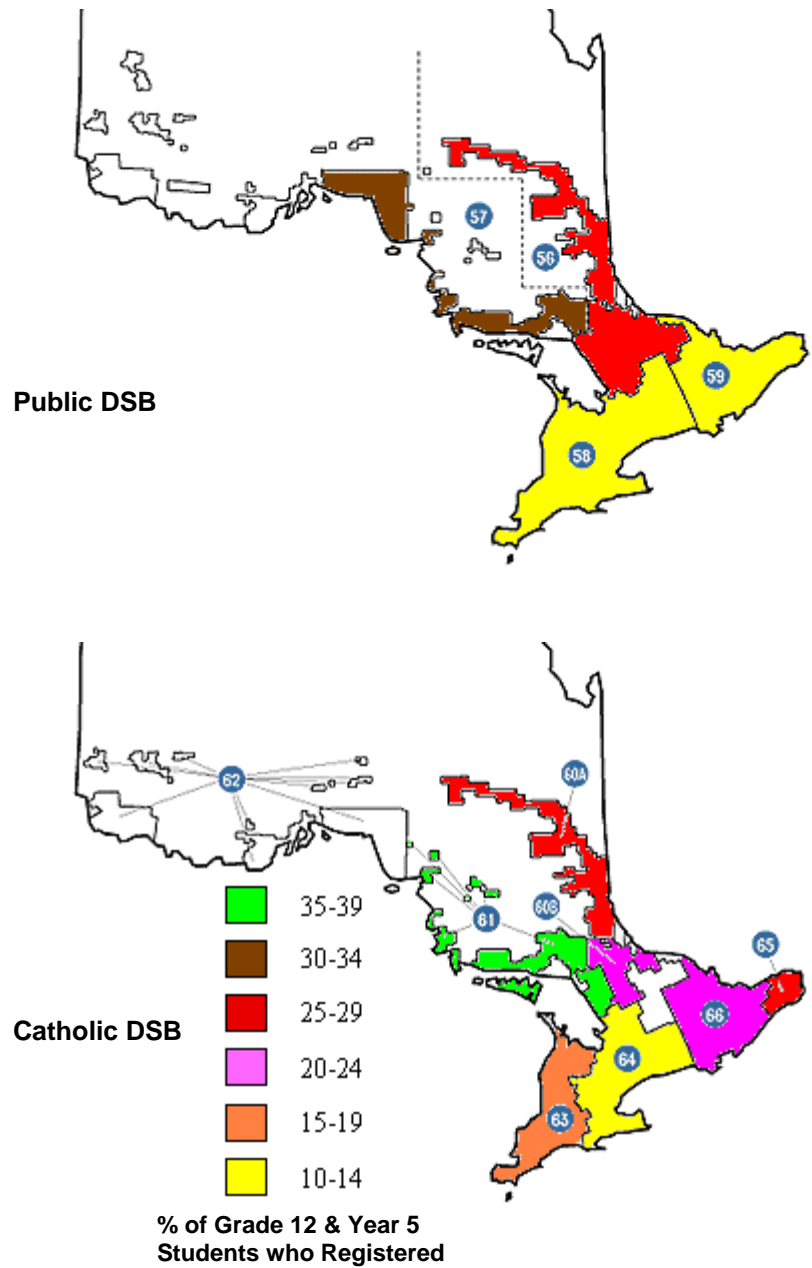 57
56
59
Public DSB
58
60A
62
35-39
61
60B
65
30-34
25-29
66
Catholic DSB
20-24
64
15-19
63
10-14
% of Grade 12 & Year 5
Students who Registered